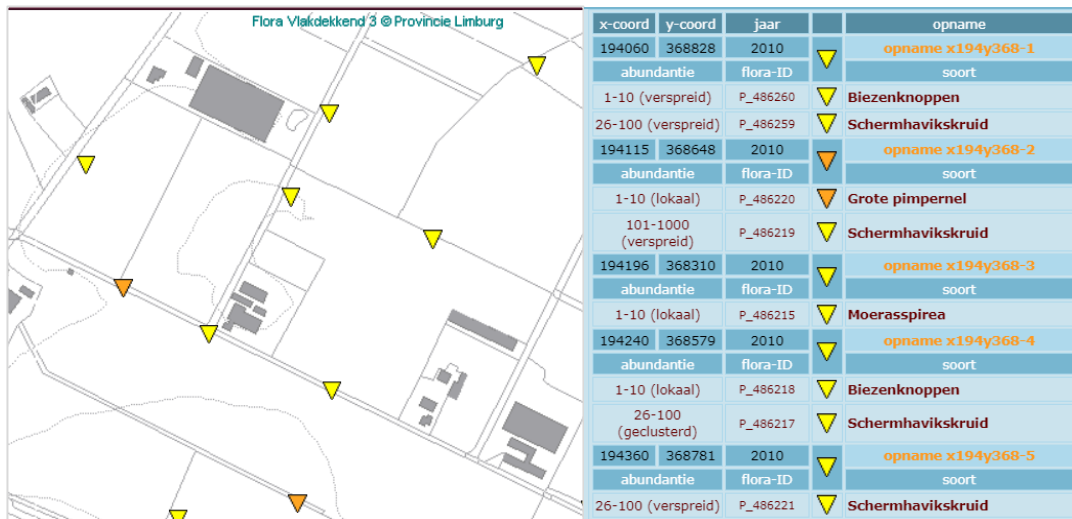 Flora Vlakdekkend 3 © Provincie Limburg
x-coord y-coord jaar opname
194060 368828 2010 opname x194y368-1
abundantie flora-ID soort
1-10 (verspreid) P_486260 Biezenknoppen
26-100 (verspreid) P_486259 Schermhavikskruid
194115 368648 2010 opname x194y368-2
abundantie flora-ID soort
1-10 (lokaal) P_486220 Grote pimpernel
101-1000
(verspreid) P_486219 Schermhavikskruid
194196 368310 2010 opname x194y368-3
abundantie flora-ID soort
1-10 (lokaal) P_486215 Moerasspirea
194240 368579 2010 opname x194y368-4
abundantie flora-ID soort
1-10 (lokaal) P_486218 Biezenknoppen
26-100
(geclusterd) P_486217 Schermhavikskruid
194360 368781 2010 opname x194y368-5
abundantie flora-ID soort
26-100 (verspreid) P_486221 Schermhavikskruid